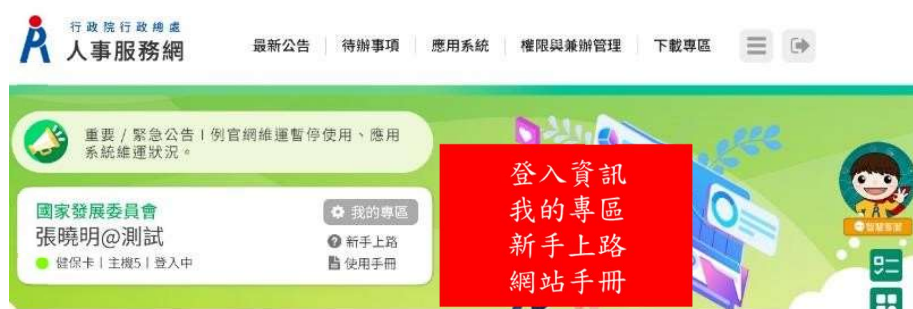 行政院行政總處
人事服務網
最新公告
待辦事項
應用系統
權限與兼辦管理
下載專區
重要 / 緊急公告 | 例官網維運暫停使用、應用
系統維運狀況。
國家發展委員會
我的專區
張曉明@測試
新手上路
健保卡 | 主機5 | 登入中
使用手冊
登入資訊
我的專區
新手上路
網站手冊